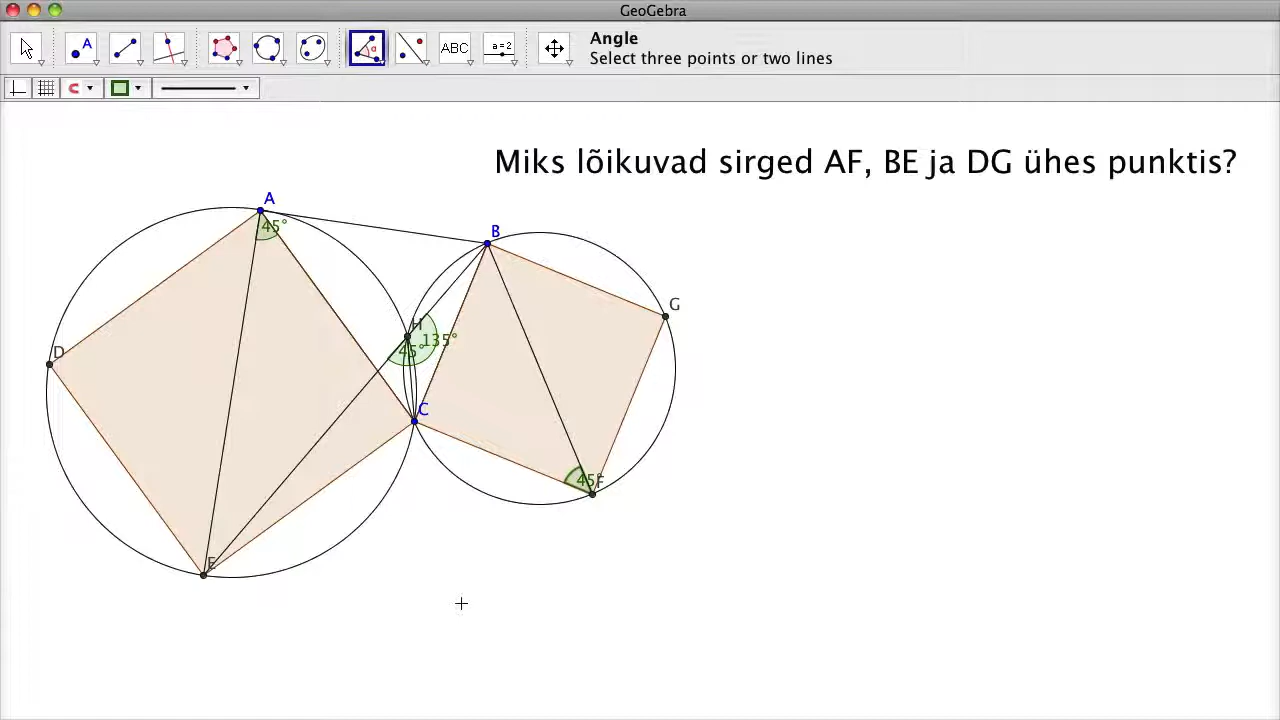 GeoGebra
A
ABC
a=2
Angle
Select three points or two lines
Miks lõikuvad sirged AF, BE ja DG ühes punktis?
A
45°
B
G
H
135°
45°
D
C
45°
F
E